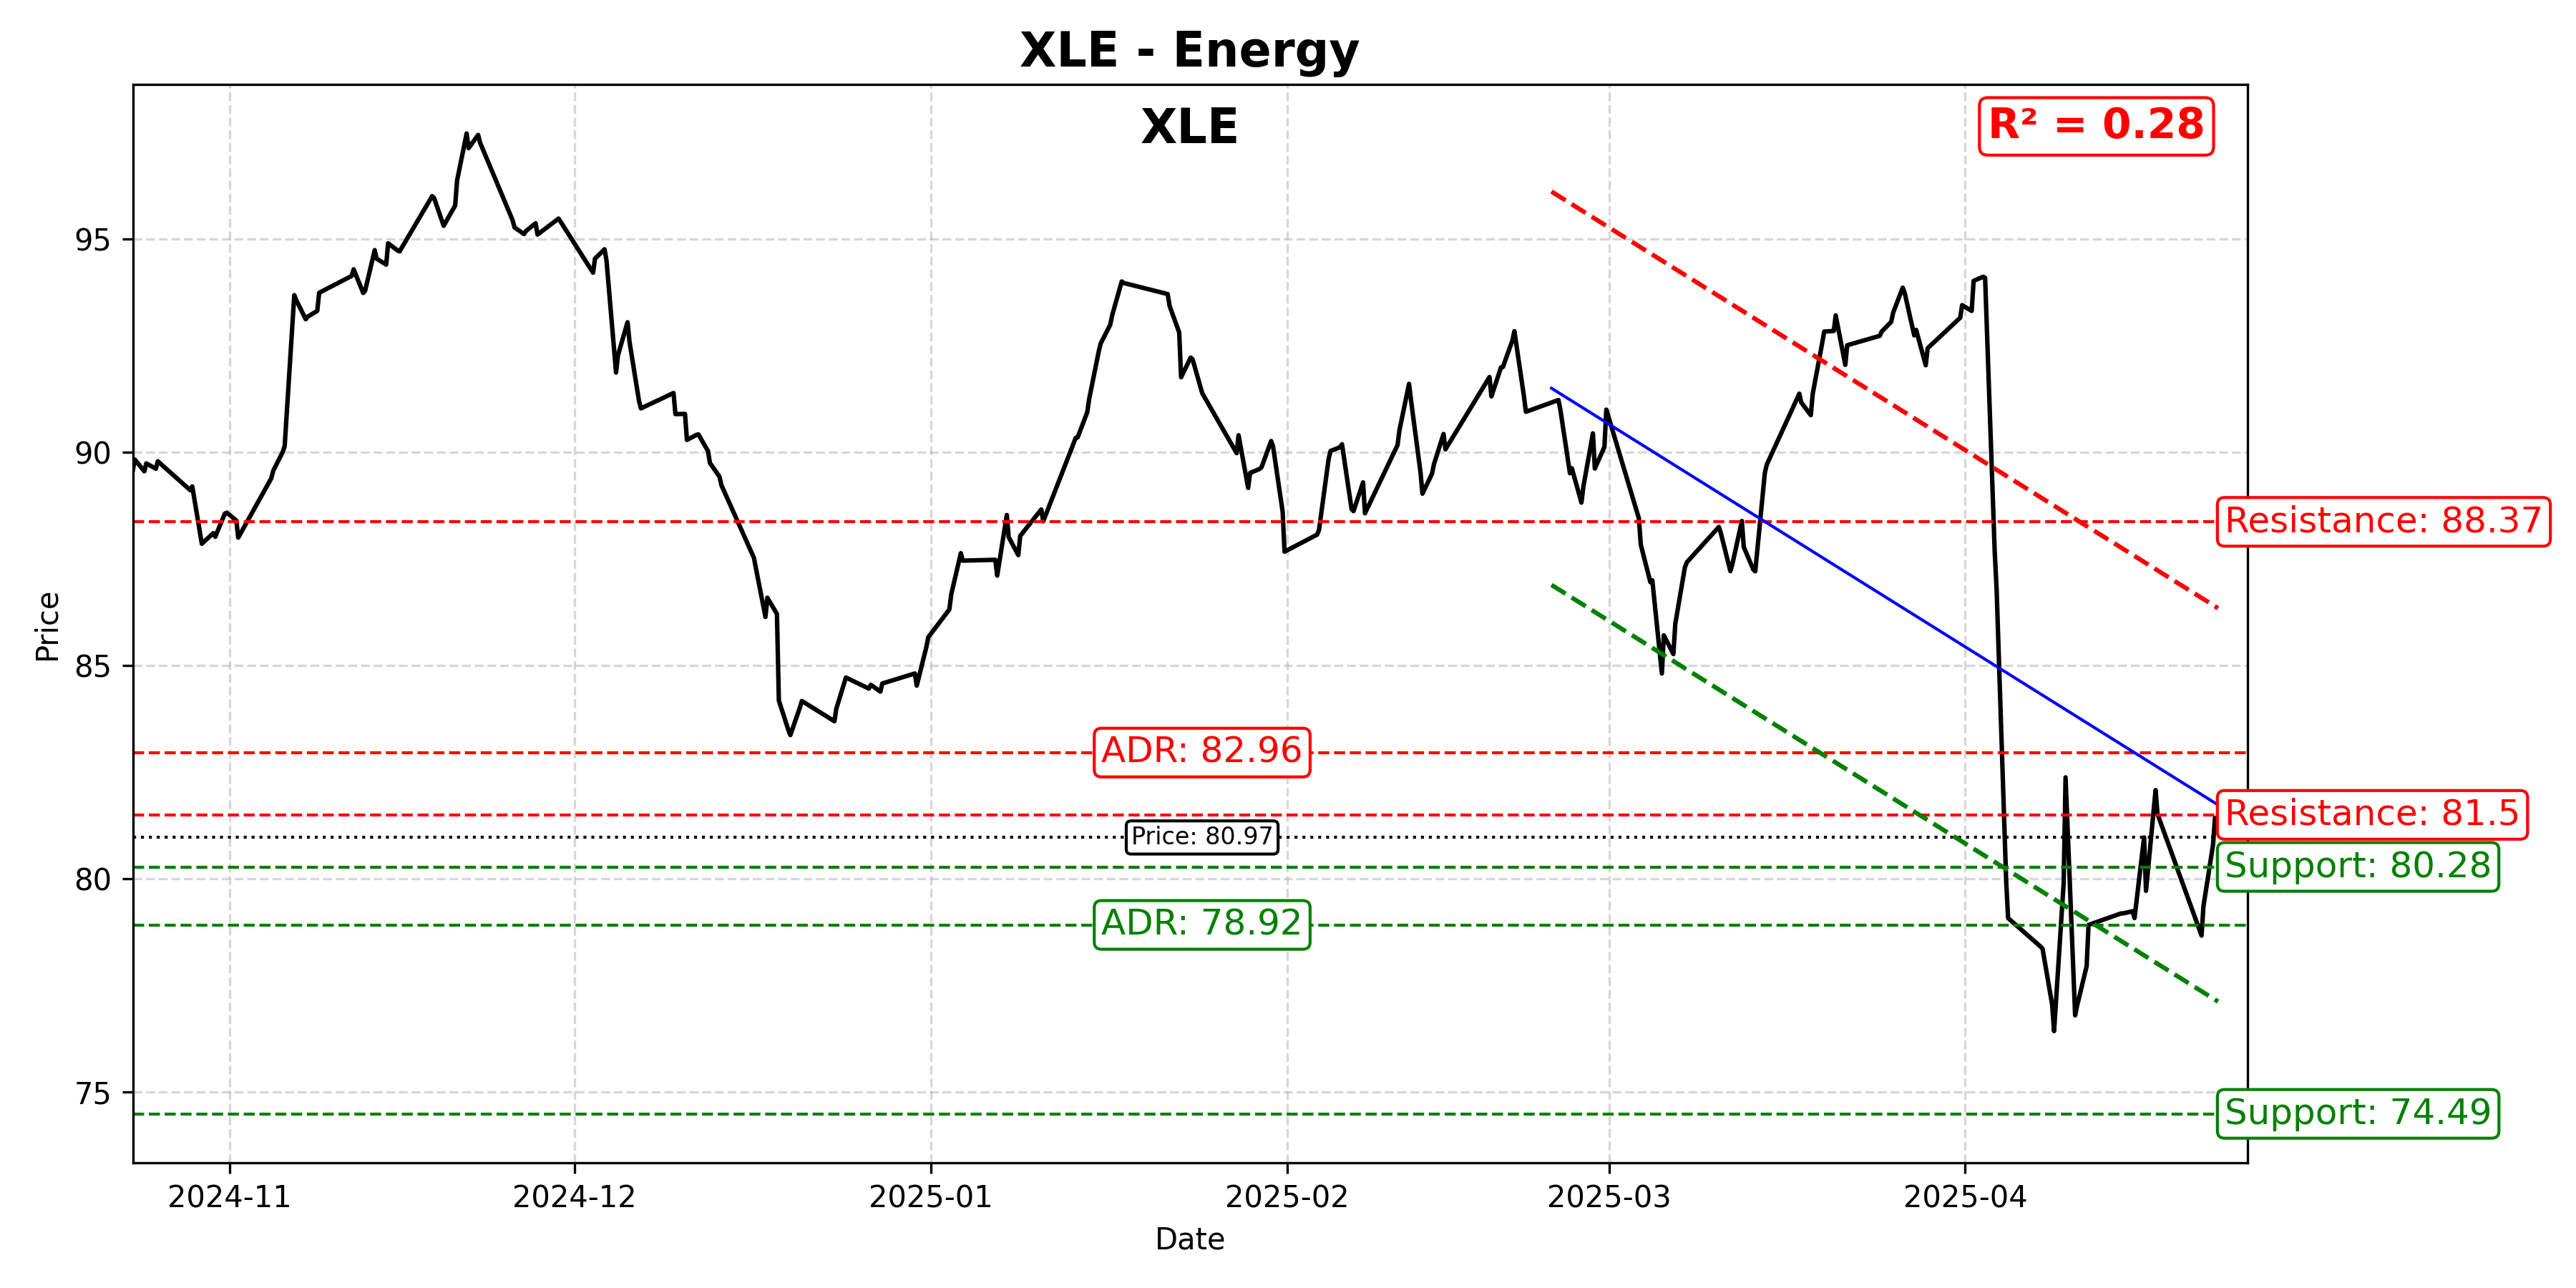 XLE - Energy
XLE
R² = 0.28
95
90
85
80
75
Price
Resistance: 88.37
ADR: 82.96
Resistance: 81.5
Price: 80.97
Support: 80.28
ADR: 78.92
Support: 74.49
2024-11
2024-12
2025-01
2025-02
2025-03
2025-04
Date